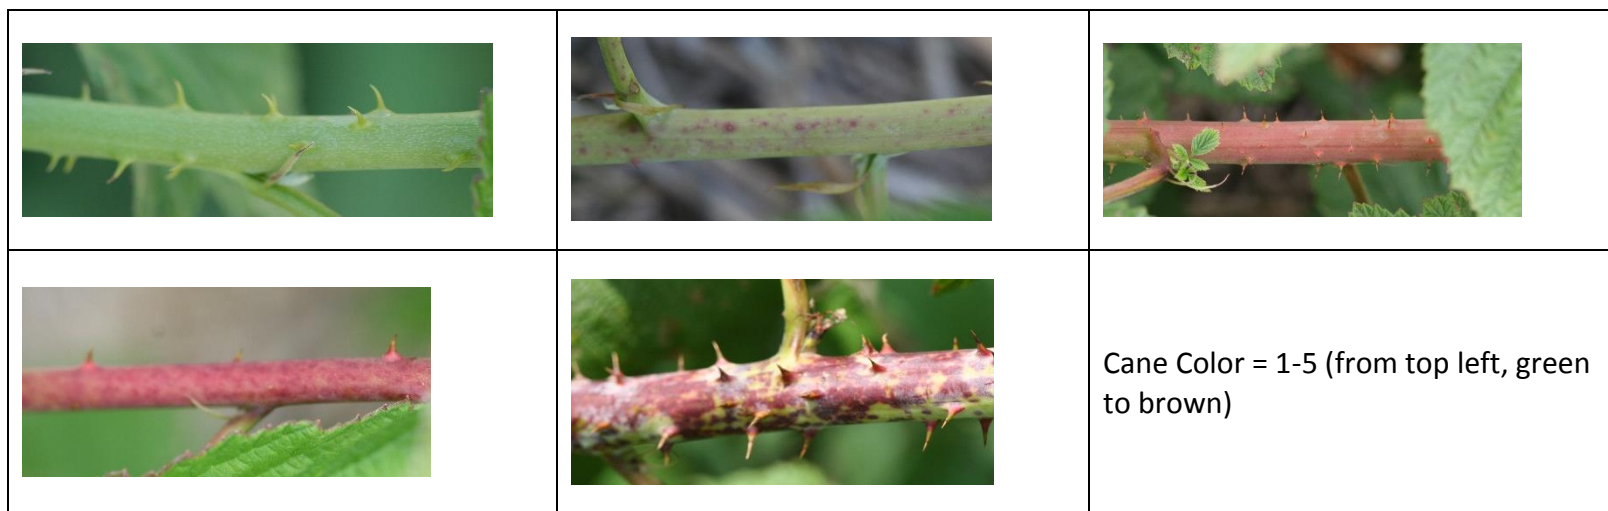 Cane Color = 1-5 (from top left, green
to brown)